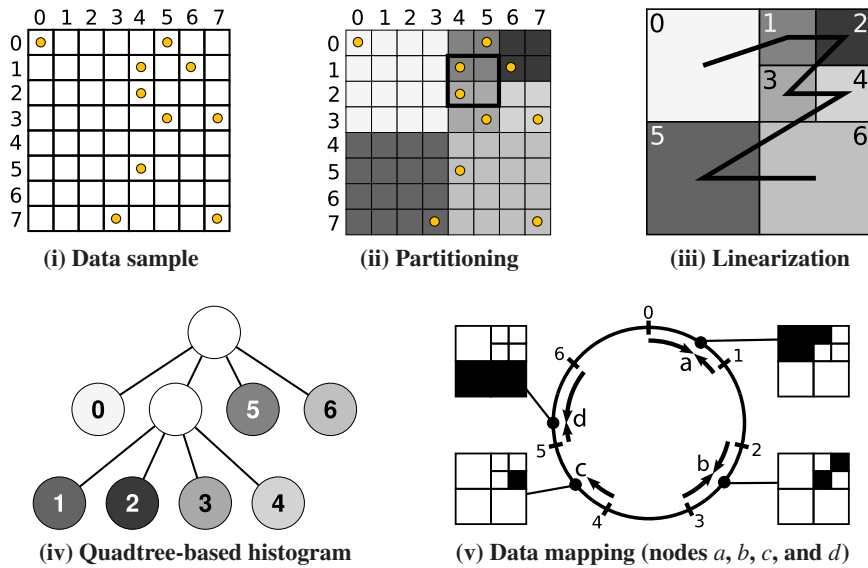 0 1 2 3 4 5 6 7
0
1
2
3
4
5
6
7
(i) Data sample
0 1 2 3 4 5 6 7
0
1
2
3
4
5
6
7
(ii) Partitioning
0 1 2
3 4
5 6
(iii) Linearization
0 5 6
1 2 3 4
(iv) Quadtree-based histogram
0
1
a
6
d
5
2
b
c
4
3
(v) Data mapping (nodes a, b, c, and d)